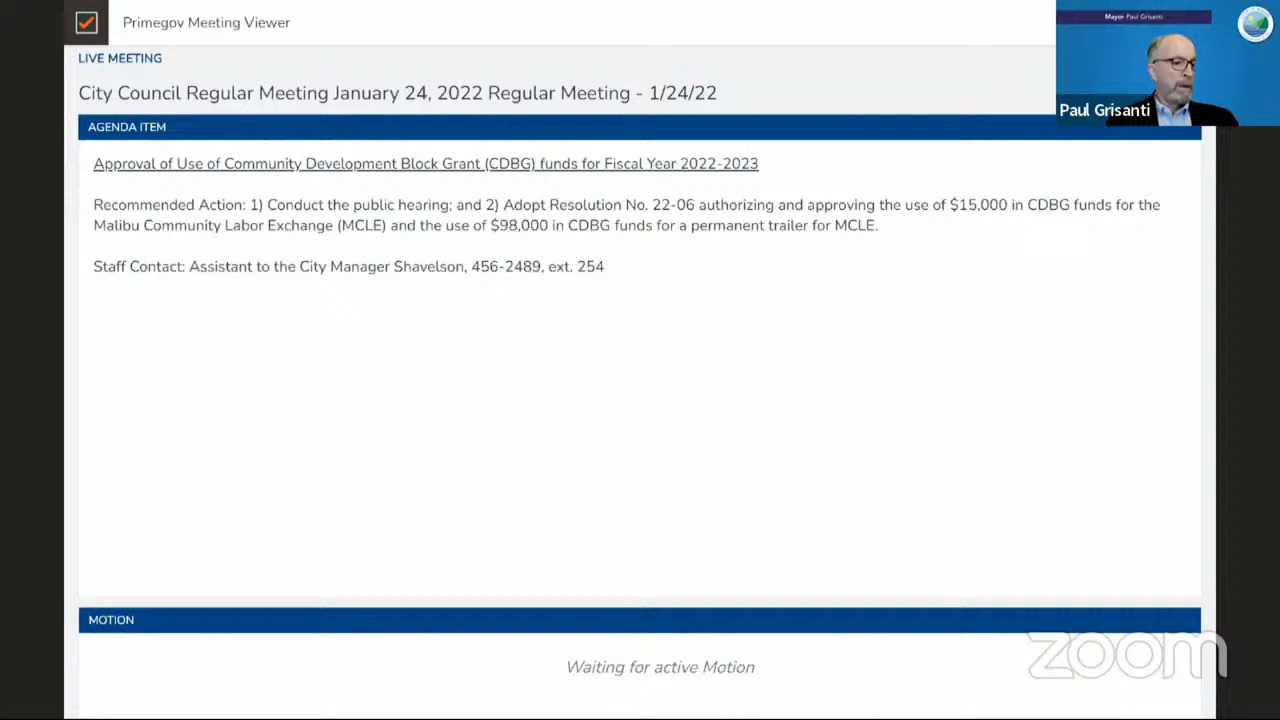 Primegov Meeting Viewer
Mayor Paul Grisanti
LIVE MEETING
City Council Regular Meeting January 24, 2022 Regular Meeting - 1/24/22
Paul Grisanti
AGENDA ITEM
Approval of Use of Community Development Block Grant (CDBG) funds for Fiscal Year 2022-2023
Recommended Action: 1) Conduct the public hearing; and 2) Adopt Resolution No. 22-06 authorizing and approving the use of $15,000 in CDBG funds for the
Malibu Community Labor Exchange (MCLE) and the use of $98,000 in CDBG funds for a permanent trailer for MCLE.
Staff Contact: Assistant to the City Manager Shavelson, 456-2489, ext. 254
MOTION
Waiting for active Motion
zoom